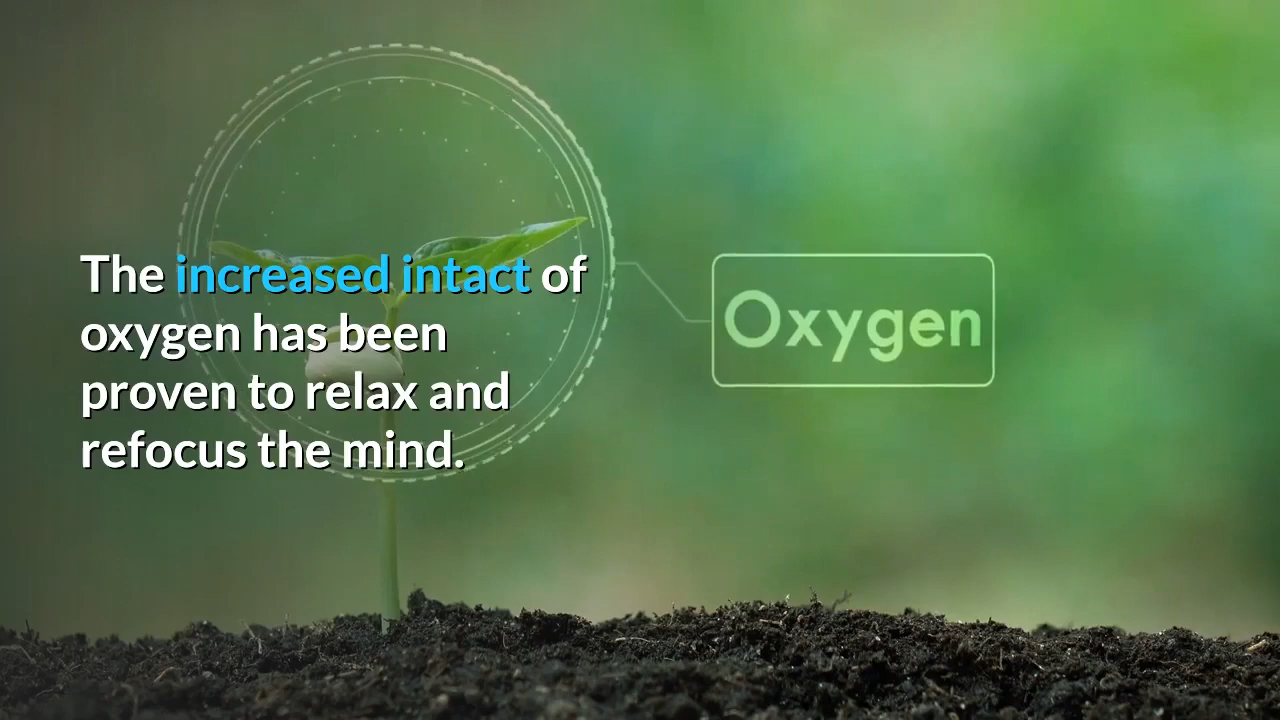 The increased intact of
oxygen has been
proven to relax and
refocus the mind.
Oxygen